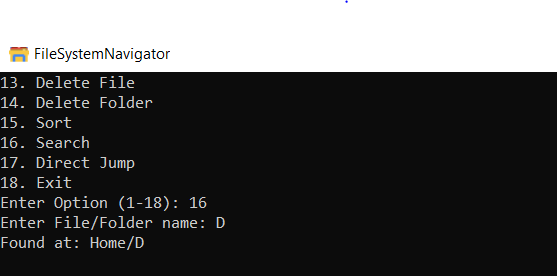 FileSystemNavigator
13. Delete File
14. Delete Folder
15. Sort
16. Search
17. Direct Jump
18. Exit
Enter Option (1-18): 16
Enter File/Folder name: D
Found at: Home/D